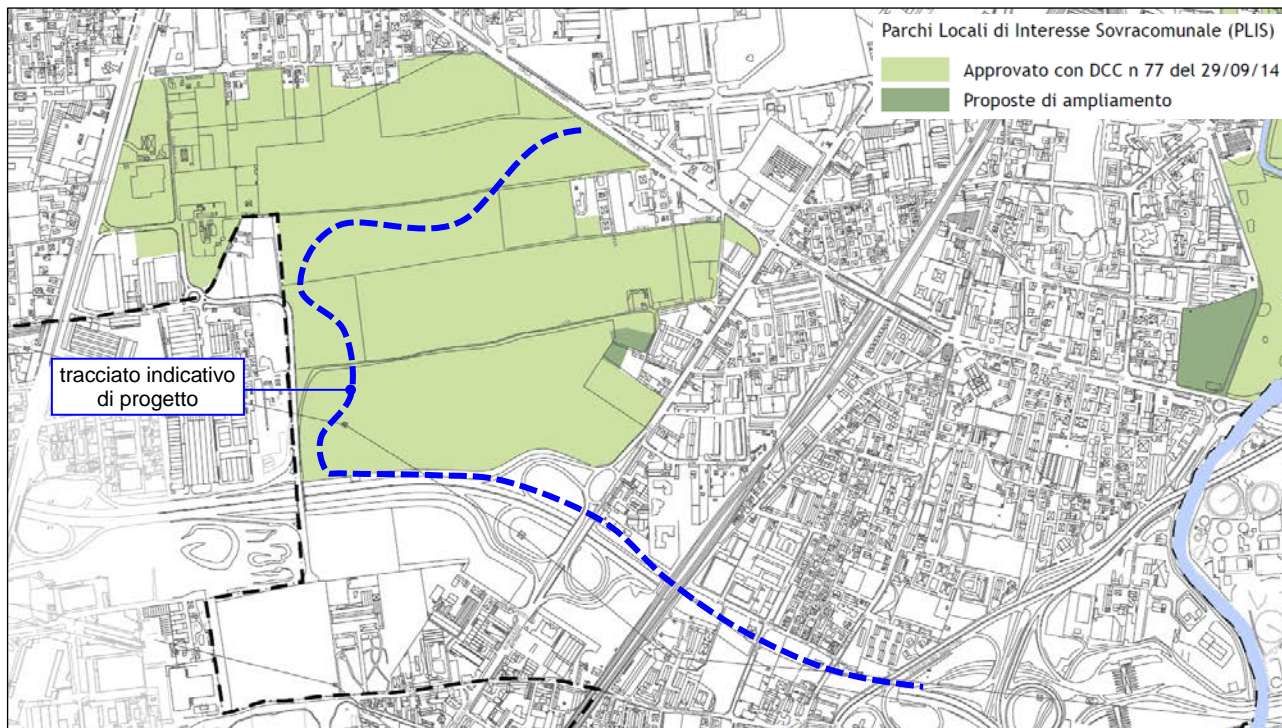 Parchi Locali di Interesse Sovracomunale (PLIS)
Approvato con DCC n 77 del 29/09/14
Proposte di ampliamento
tracciato indicativo
di progetto